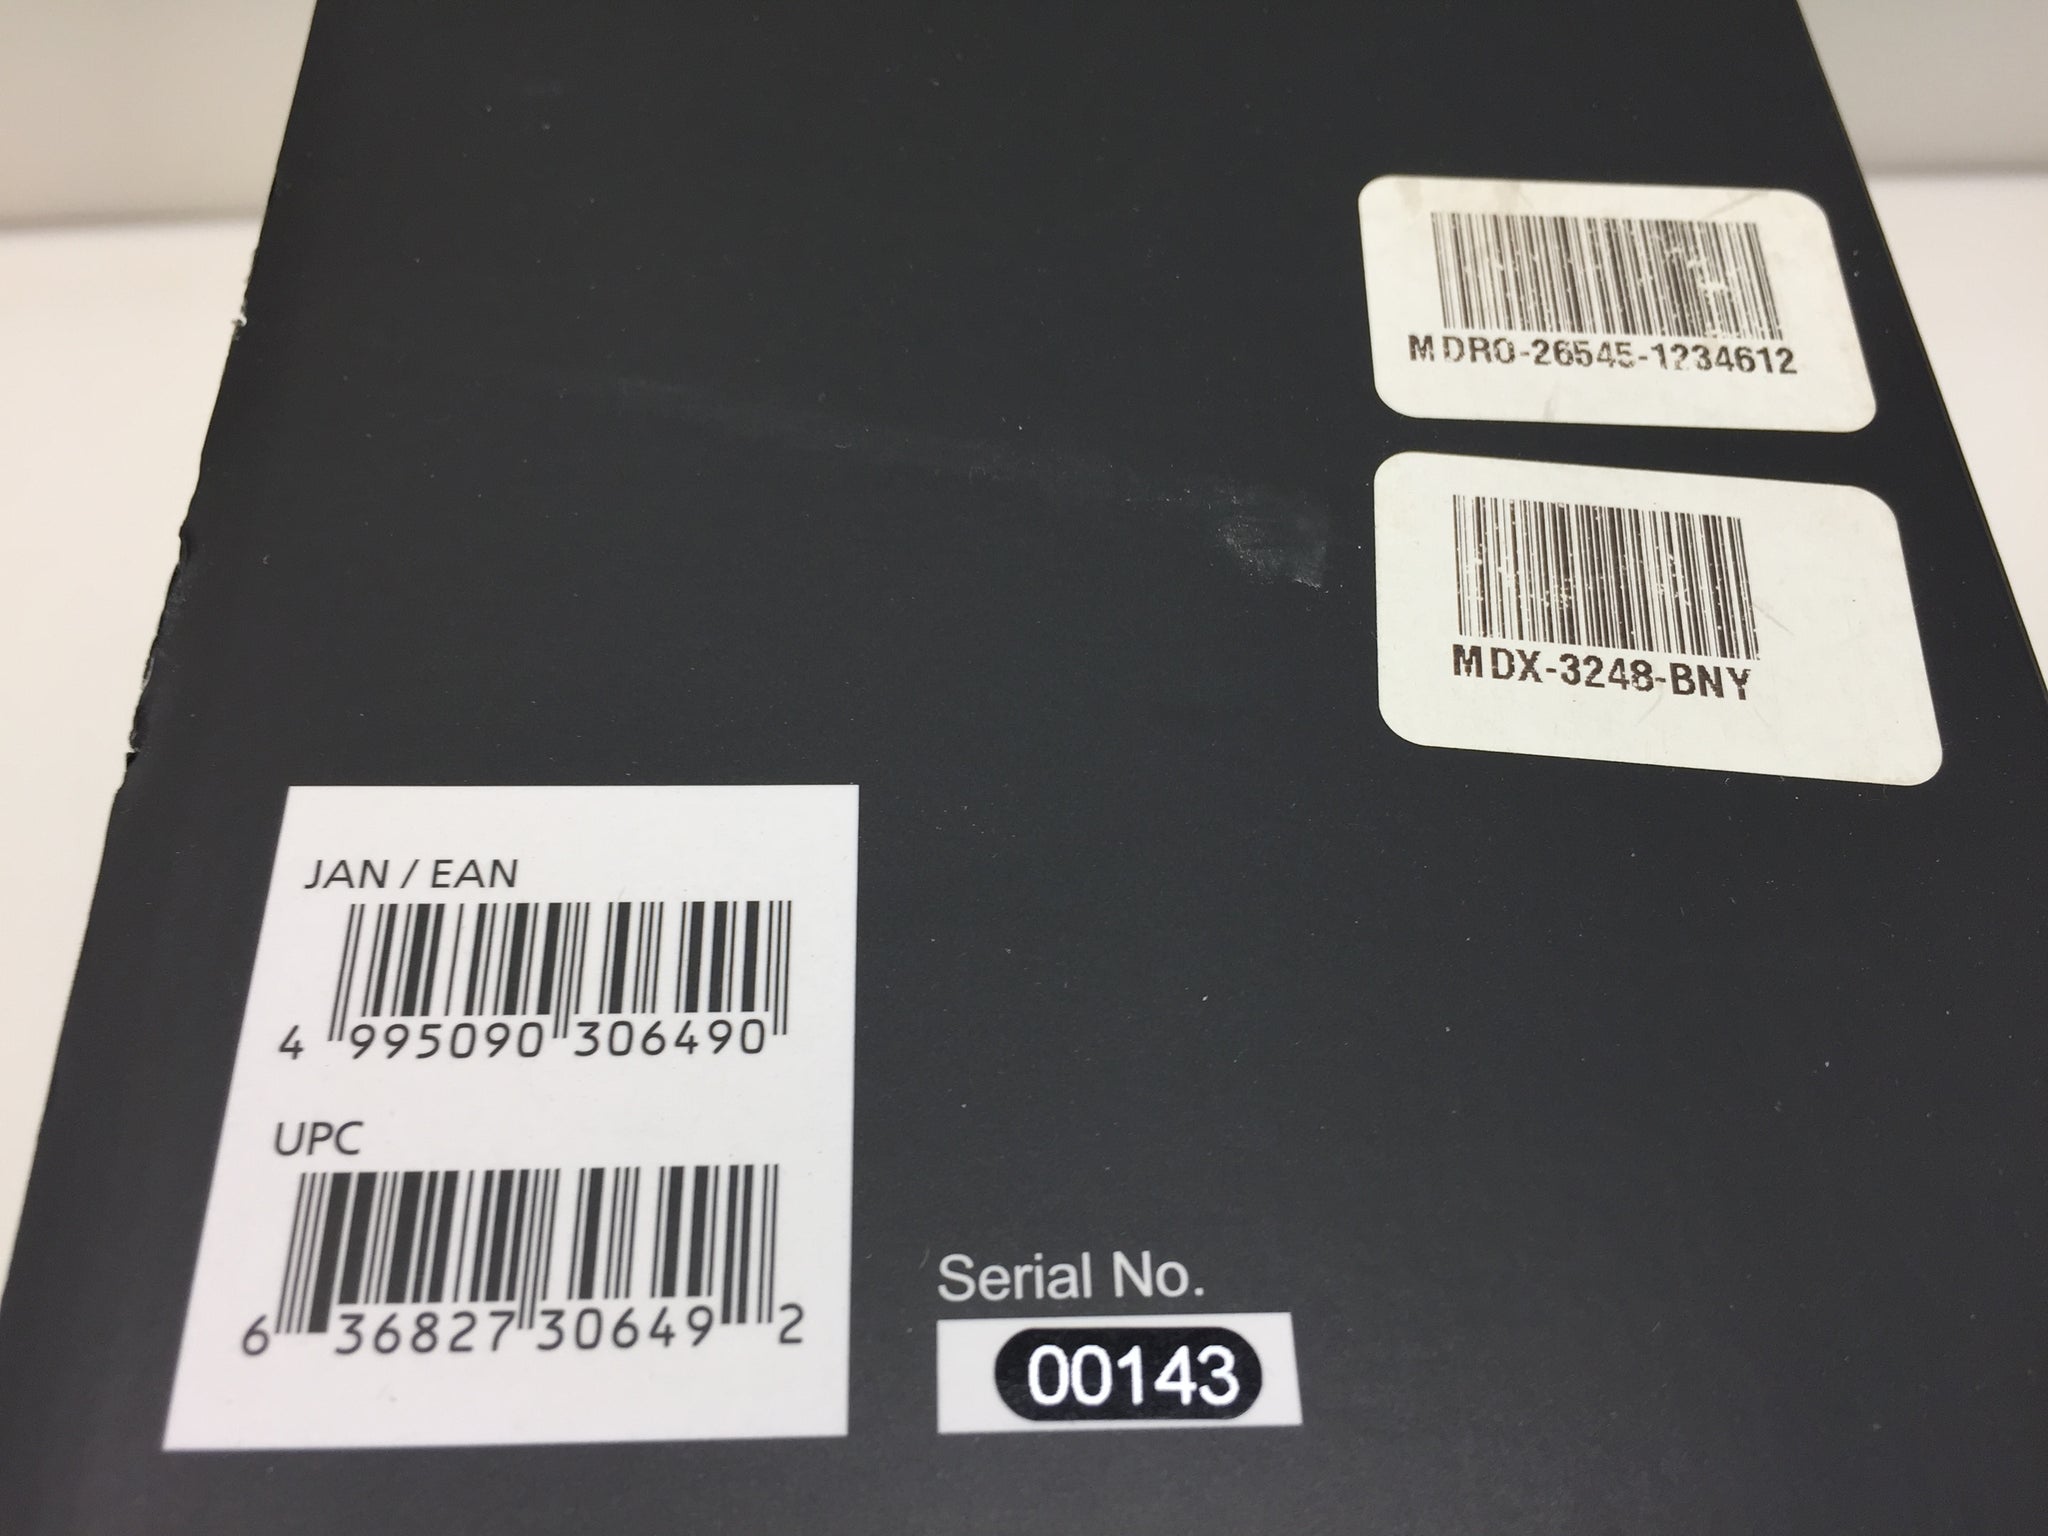 MDRO-26545-1234612
MDX-3248-BNY
JAN / EAN
4 995090 306490
UPC
6 36827 30649 2
Serial No.
00143